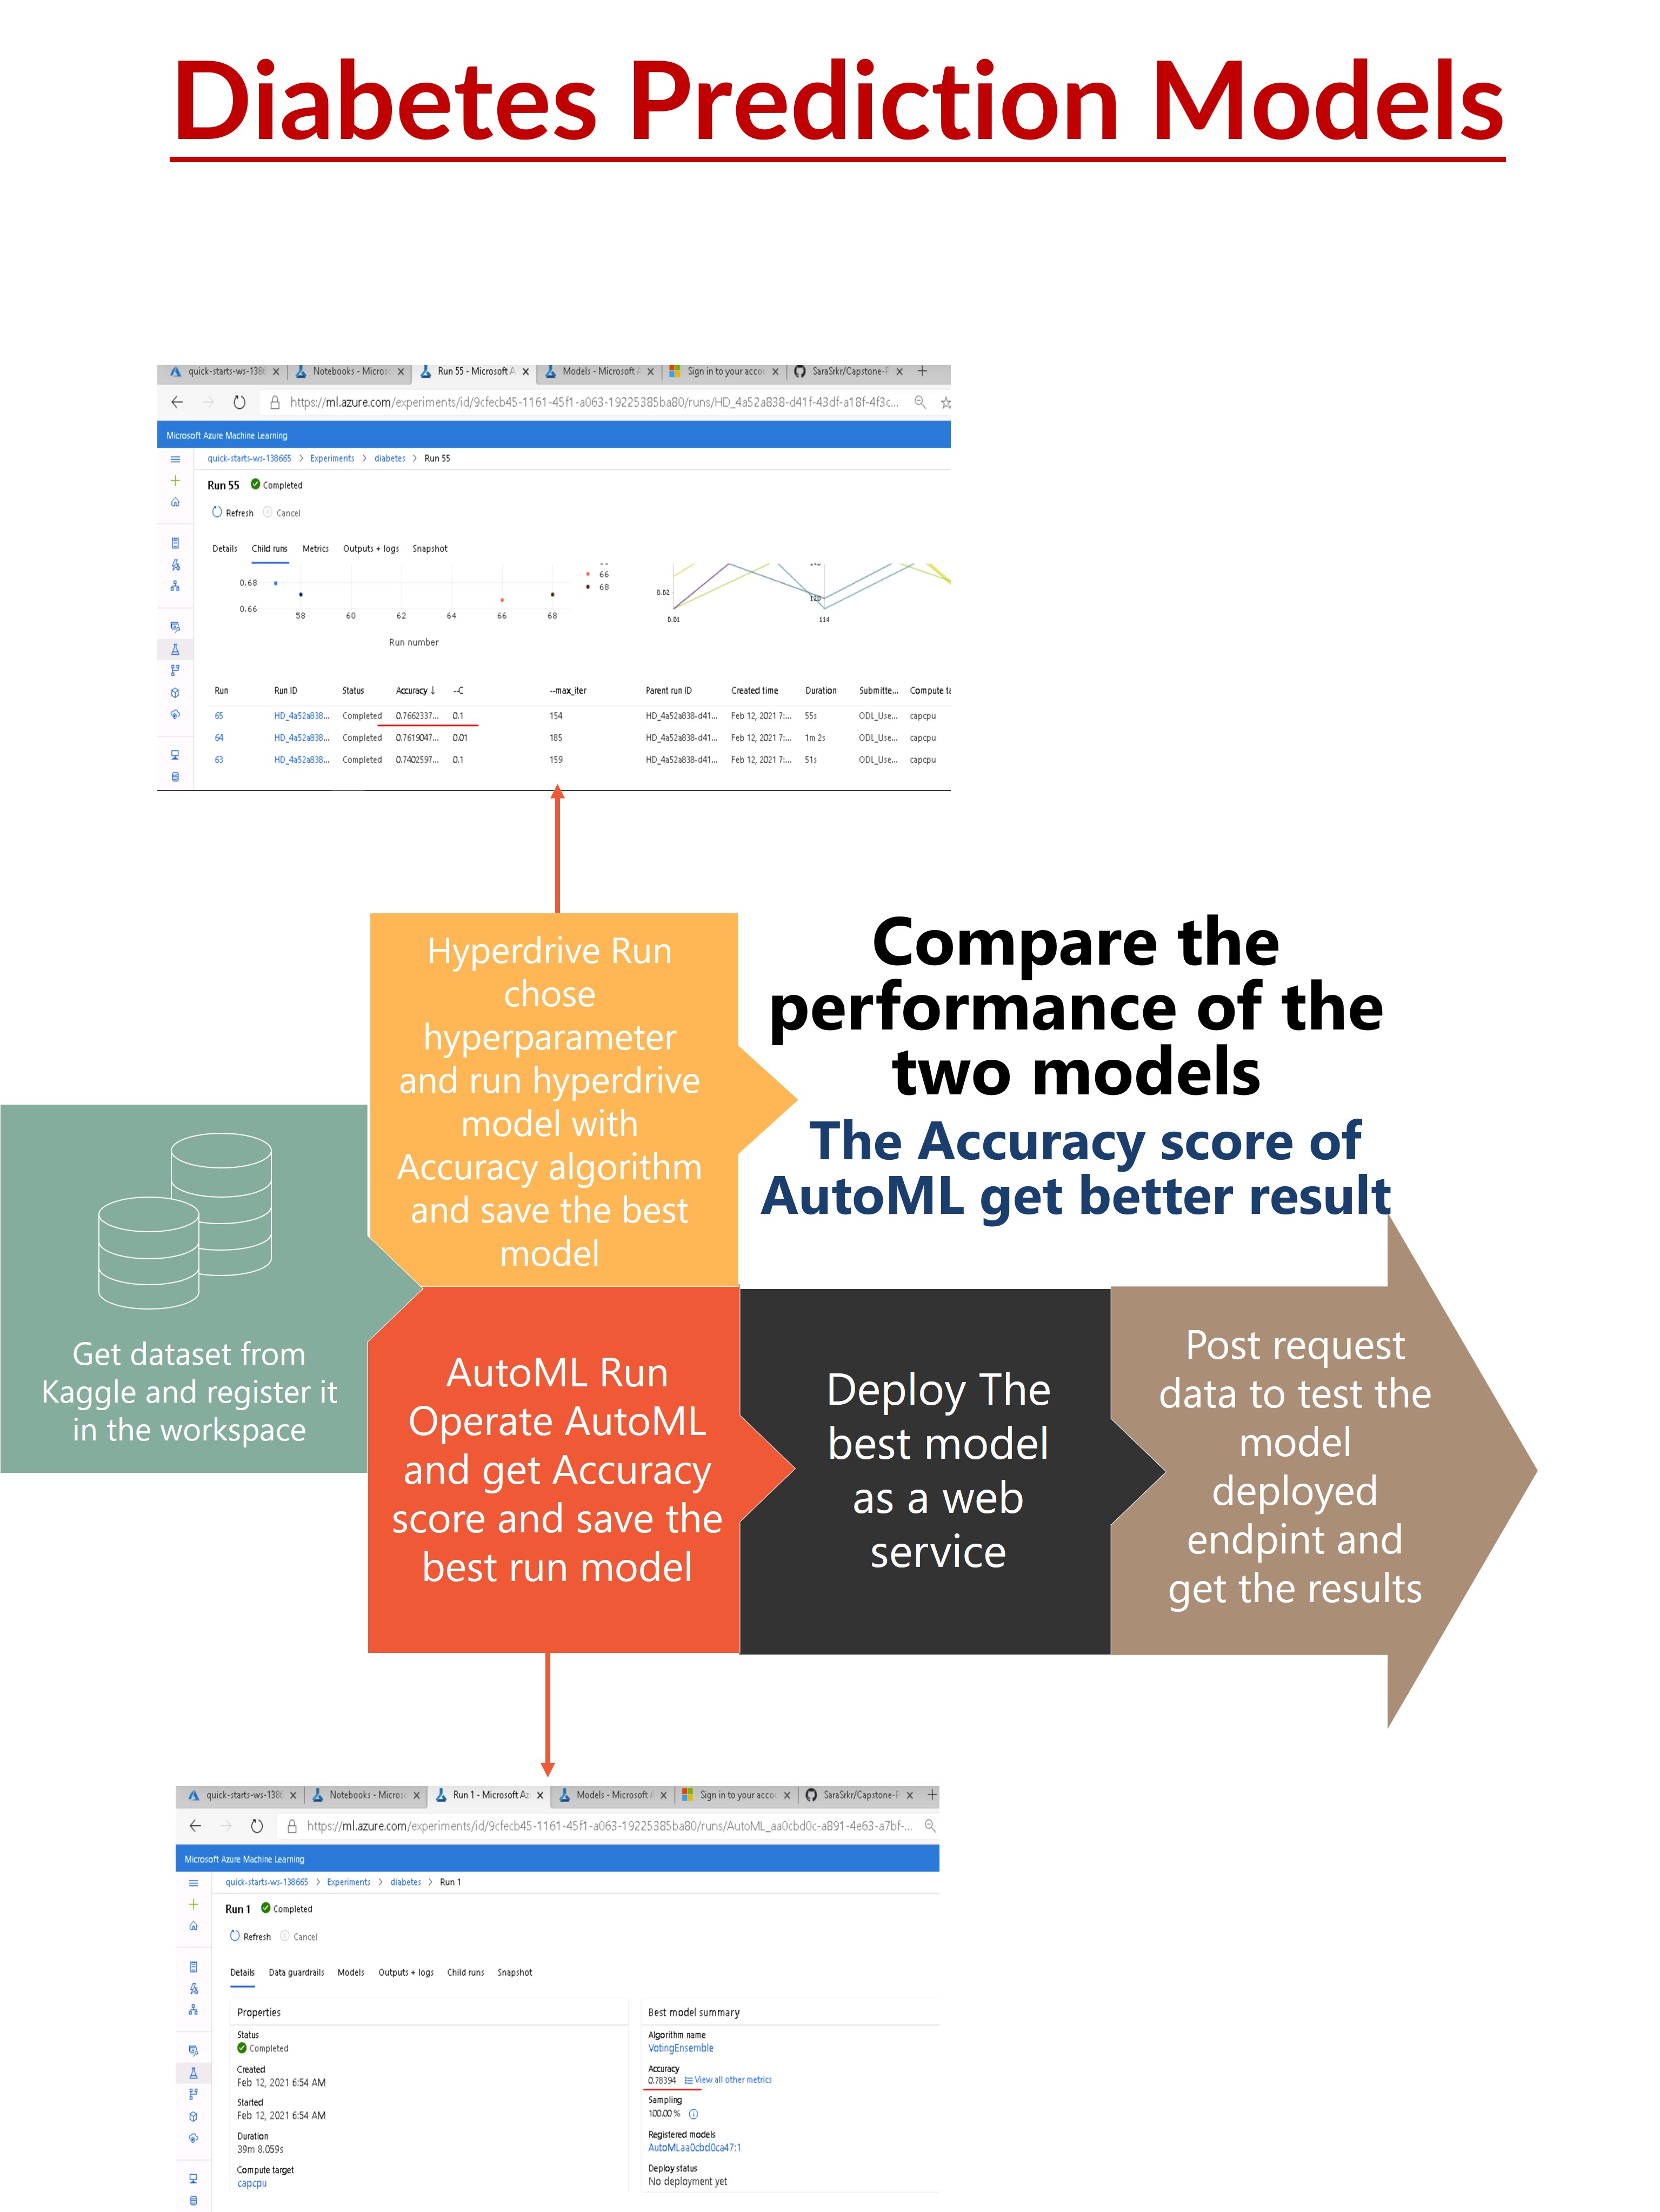 Diabetes Prediction Models
quick-starts-ws-138 Notebooks - Micros Run 55 - Microsoft A Models - Microsoft Sign in to your accou SaraSrkr/Capstone-P
https://ml.azure.com/experiments/id/9cfecb45-1161-45f1-a063-19225385ba80/runs/HD_4a52a838-d41f-43df-a18f-4f3c...
Microsoft Azure Machine Learning
quick-starts-ws-138665 > Experiments > diabetes > Run 55
Run 55 Completed
Refresh Cancel
Details Child runs Metrics Outputs + logs Snapshot
0.68
0.66
58 60 62 64 66 68
Run number
66
68
0.02
0.01
114
Run Run ID Status Accuracy ↓ --C --max_iter Parent run ID Created time Duration Submitte... Compute ta
65 HD_4a52a838... Completed 0.7662337... 0.1 154 HD_4a52a838-d41... Feb 12, 2021 7:... 55s ODL_Use... capcpu
64 HD_4a52a838... Completed 0.7619047... 0.01 185 HD_4a52a838-d41... Feb 12, 2021 7:... 1m 2s ODL_Use... capcpu
63 HD_4a52a838... Completed 0.7402597... 0.1 159 HD_4a52a838-d41... Feb 12, 2021 7:... 51s ODL_Use... capcpu
Hyperdrive Run
chose
hyperparameter
and run hyperdrive
model with
Accuracy algorithm
and save the best
model
Compare the
performance of the
two models
The Accuracy score of
AutoML get better result
Get dataset from
Kaggle and register it
in the workspace
AutoML Run
Operate AutoML
and get Accuracy
score and save the
best run model
Deploy The
best model
as a web
service
Post request
data to test the
model
deployed
endpint and
get the results
quick-starts-ws-138 Notebooks - Micros Run 1 - Microsoft Az Models - Microsoft Sign in to your accou SaraSrkr/Capstone-P
https://ml.azure.com/experiments/id/9cfecb45-1161-45f1-a063-19225385ba80/runs/AutoML_aa0cbd0c-a891-4e63-a7bf-...
Microsoft Azure Machine Learning
quick-starts-ws-138665 > Experiments > diabetes > Run 1
Run 1 Completed
Refresh Cancel
Details Data guardrails Models Outputs + logs Child runs Snapshot
Properties
Status
Completed
Created
Feb 12, 2021 6:54 AM
Started
Feb 12, 2021 6:54 AM
Duration
39m 8.059s
Compute target
capcpu
Best model summary
Algorithm name
VotingEnsemble
Accuracy
0.78394 View all other metrics
Sampling
100.00 %
Registered models
AutoMLaa0cbd0ca47:1
Deploy status
No deployment yet